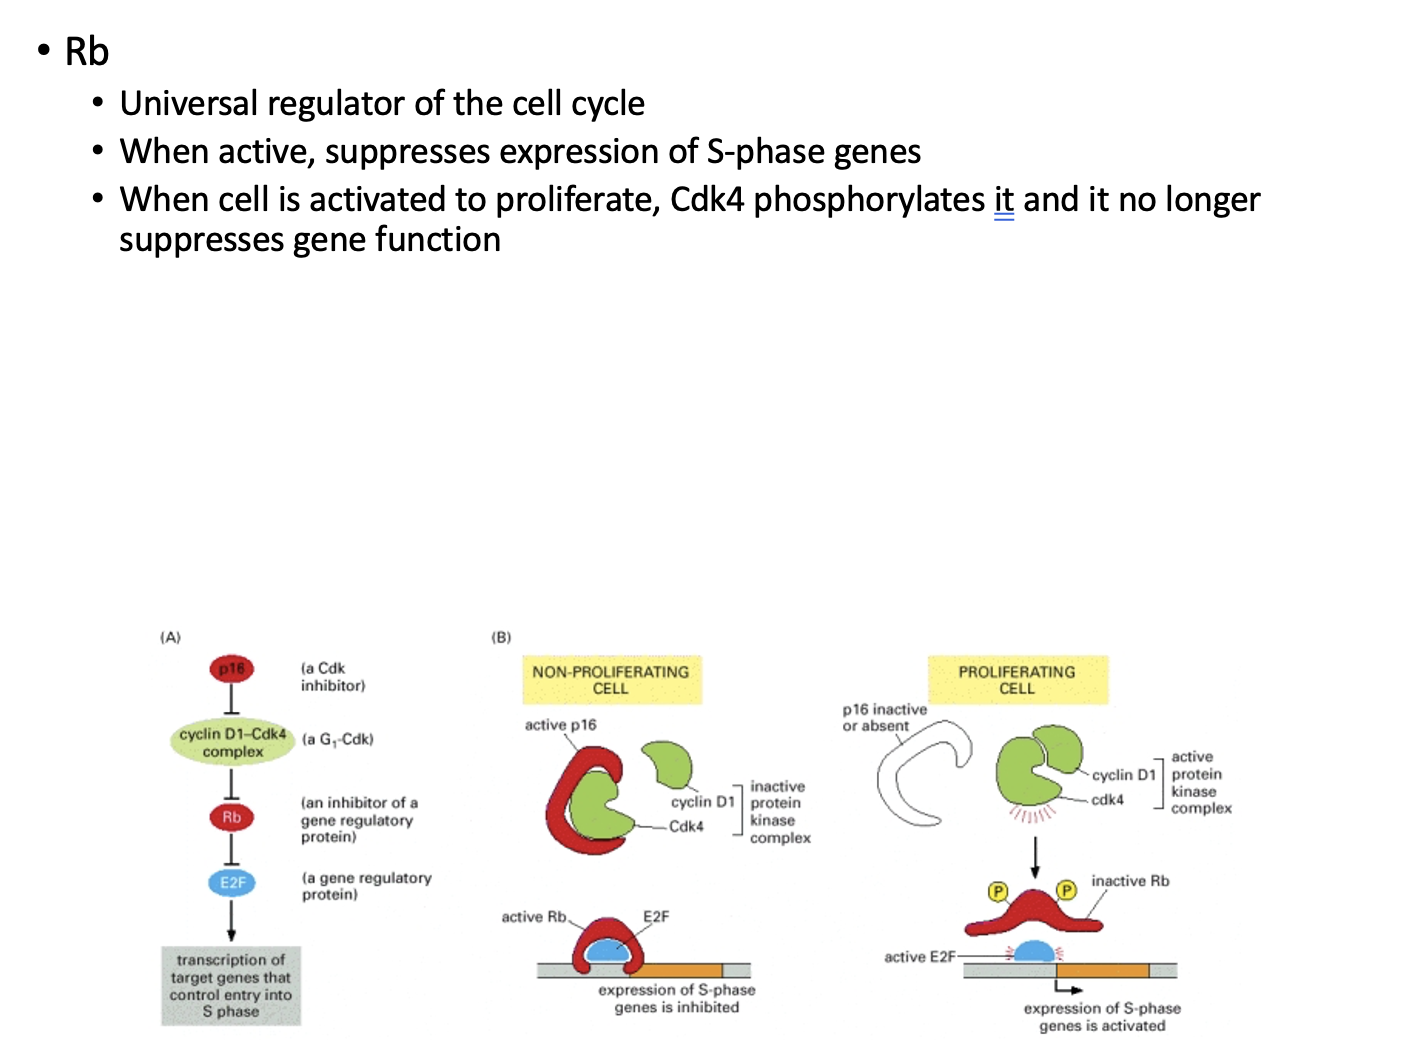 • Rb
• Universal regulator of the cell cycle
• When active, suppresses expression of S-phase genes
• When cell is activated to proliferate, Cdk4 phosphorylates it and it no longer
suppresses gene function
(A)
p16
(a Cdk
inhibitor)
cyclin D1–Cdk4
complex
(a G₁-Cdk)
Rb
(an inhibitor of a
gene regulatory
protein)
E2F
(a gene regulatory
protein)
transcription of
target genes that
control entry into
S phase
(B)
NON-PROLIFERATING
CELL
active p16
cyclin D1
Cdk4
inactive
protein
kinase
complex
active Rb
E2F
expression of S-phase
genes is inhibited
PROLIFERATING
CELL
p16 inactive
or absent
cyclin D1
cdk4
active
protein
kinase
complex
P
P
inactive Rb
active E2F
expression of S-phase
genes is activated